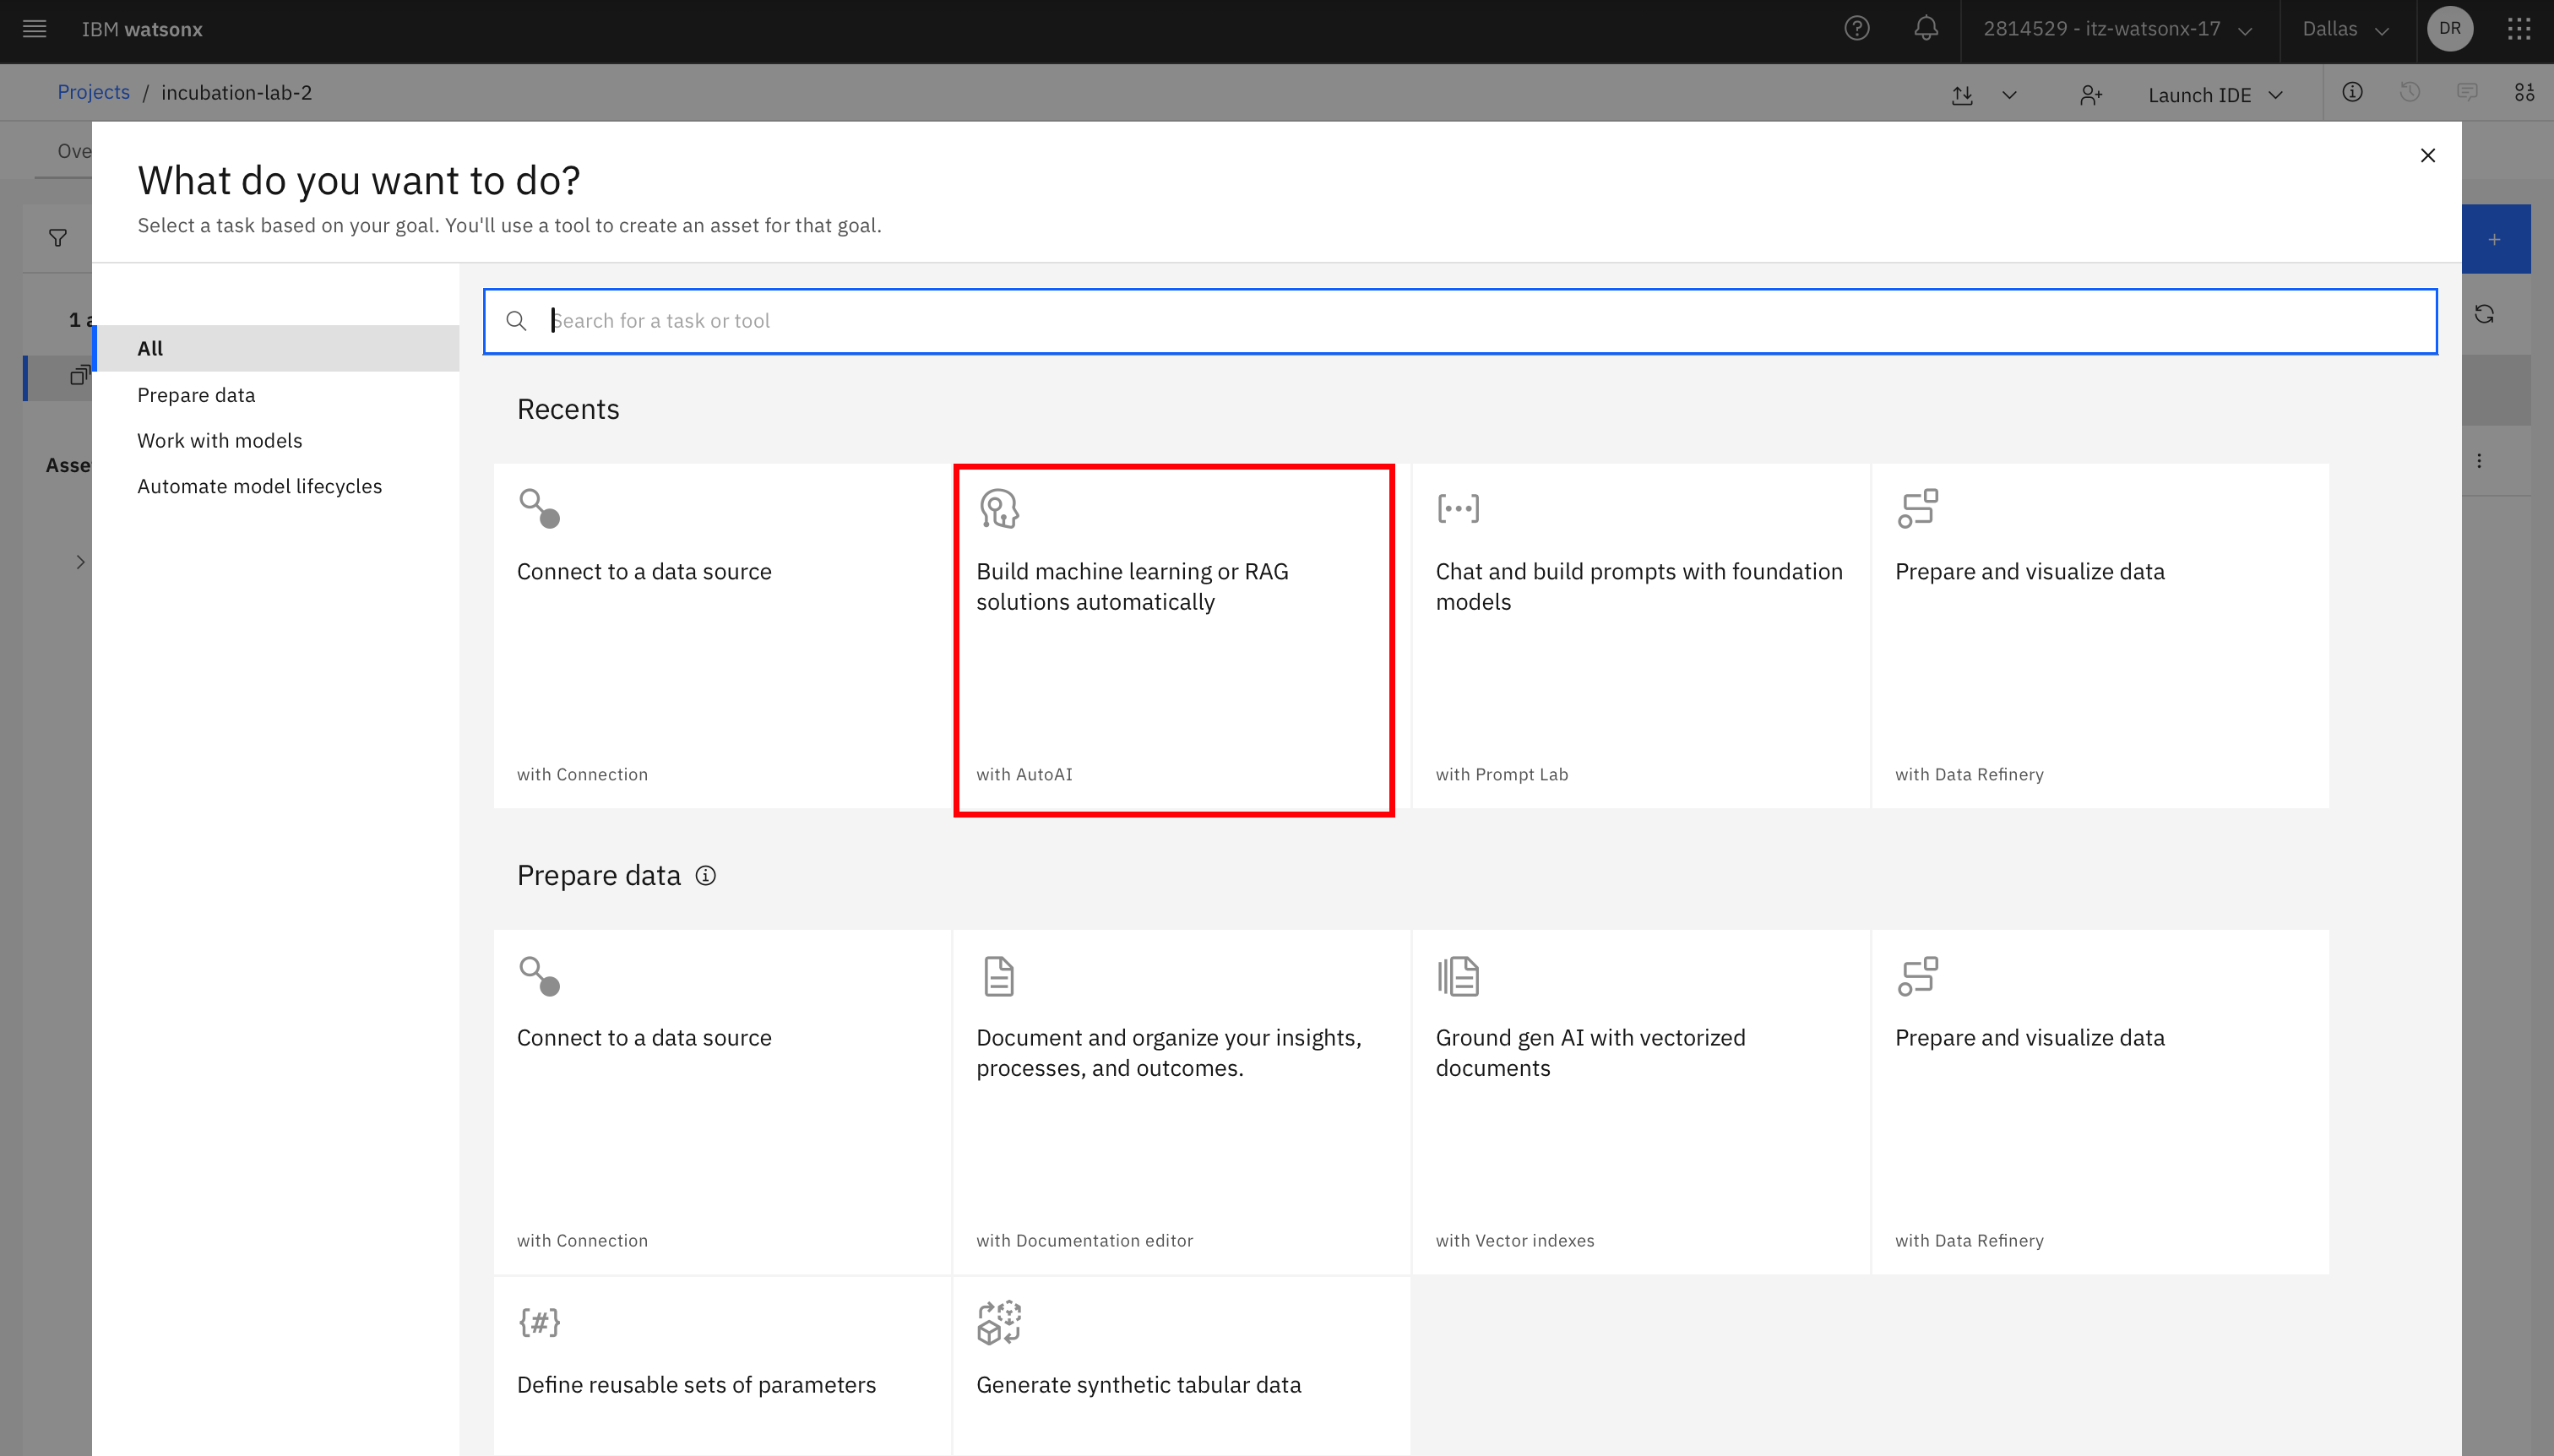 IBM watsonx
2814529 - itz-watsonx-17
Dallas
DR
Projects / incubation-lab-2
Launch IDE
Ove
What do you want to do?
Select a task based on your goal. You'll use a tool to create an asset for that goal.
1 a
Asse
All
Prepare data
Work with models
Automate model lifecycles
Search for a task or tool
Recents
Connect to a data source
with Connection
Build machine learning or RAG
solutions automatically
with AutoAI
Chat and build prompts with foundation
models
with Prompt Lab
Prepare and visualize data
with Data Refinery
Prepare data
Connect to a data source
with Connection
Document and organize your insights,
processes, and outcomes.
with Documentation editor
Ground gen AI with vectorized
documents
with Vector indexes
Prepare and visualize data
with Data Refinery
{#}
Define reusable sets of parameters
Generate synthetic tabular data